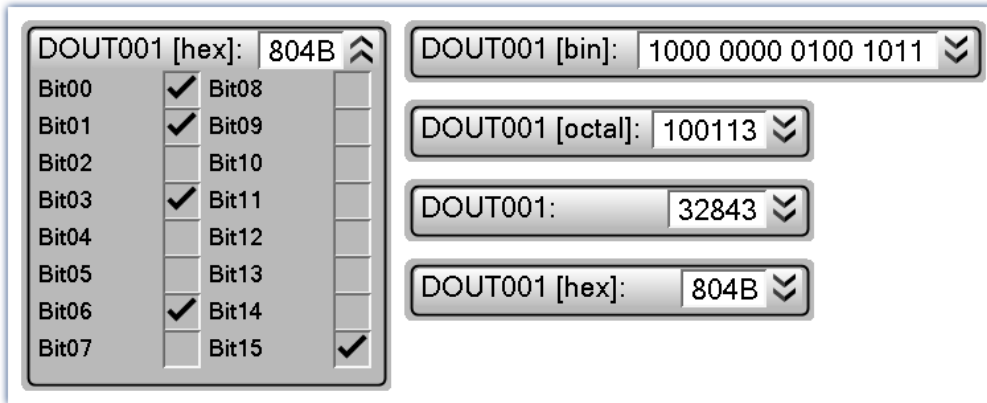 DOUT001 [hex]: 804B
Bit00 Bit08
Bit01 Bit09
Bit02 Bit10
Bit03 Bit11
Bit04 Bit12
Bit05 Bit13
Bit06 Bit14
Bit07 Bit15
DOUT001 [bin]: 1000 0000 0100 1011
DOUT001 [octal]: 100113
DOUT001: 32843
DOUT001 [hex]: 804B